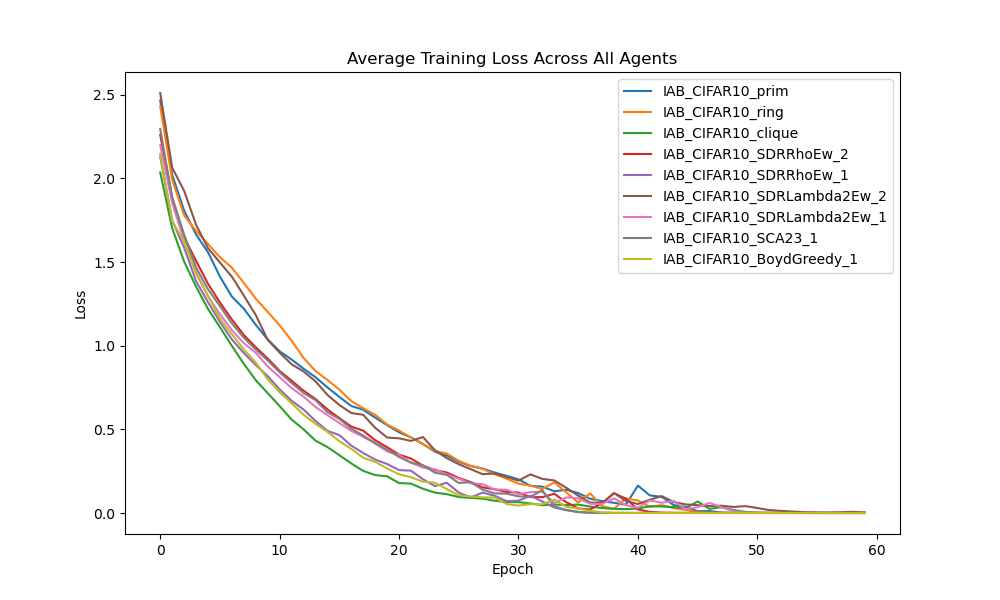 Average Training Loss Across All Agents
2.5
2.0
1.5
1.0
0.5
0.0
Loss
0
10
20
30
40
50
60
Epoch
IAB_CIFAR10_prim
IAB_CIFAR10_ring
IAB_CIFAR10_clique
IAB_CIFAR10_SDRRhoEw_2
IAB_CIFAR10_SDRRhoEw_1
IAB_CIFAR10_SDRLambda2Ew_2
IAB_CIFAR10_SDRLambda2Ew_1
IAB_CIFAR10_SCA23_1
IAB_CIFAR10_BoydGreedy_1